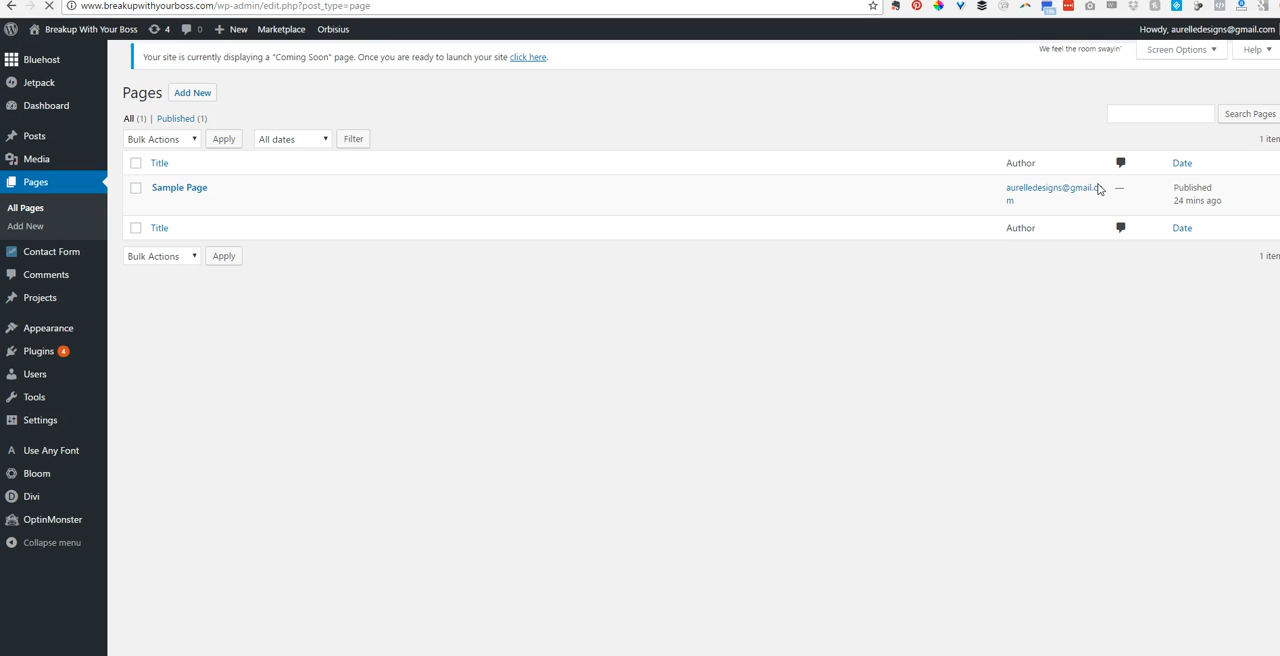 www.breakupwithyourboss.com/wp-admin/edit.php?post_type=page
Breakup With Your Boss 4 0 New Marketplace Orbisius Howdy, aurelledesigns@gmail.com
Bluehost
Jetpack
Dashboard
Posts
Media
Pages
All Pages
Add New
Contact Form
Comments
Projects
Appearance
Plugins 4
Users
Tools
Settings
Use Any Font
Bloom
Divi
OptinMonster
Collapse menu
Your site is currently displaying a "Coming Soon" page. Once you are ready to launch your site click here.
We feel the room swayin' Screen Options Help
Pages Add New
All (1) | Published (1)
Search Pages
Bulk Actions Apply All dates Filter
Title Author Date
Sample Page aurelledesigns@gmail.
m
— Published
24 mins ago
Title Author Date
Bulk Actions Apply